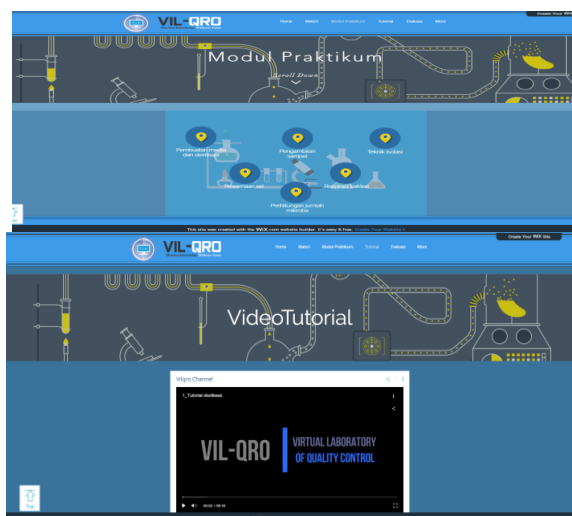 Create Your WiX
VIL-QRO
Home Materi Modul Praktikum Tutorial Evaluasi More
Modul Praktikum
Scroll Down
Pembuatan media
dan sterilisasi
Pengambilan
sampel
Teknik isolasi
Pewarnaan sel
Resistensi bakteri
Perhitungan jumlah
mikroba
Top
This site was created with the WIX.com website builder. It's easy & free. Create Your Website >
Create Your WiX Site
VIL-QRO
Home Materi Modul Praktikum Tutorial Evaluasi More
VideoTutorial
Vilqro Channel
1_Tutorial sterilisasi
VIL-QRO
VIRTUAL LABORATORY
OF QUALITY CONTROL
Top